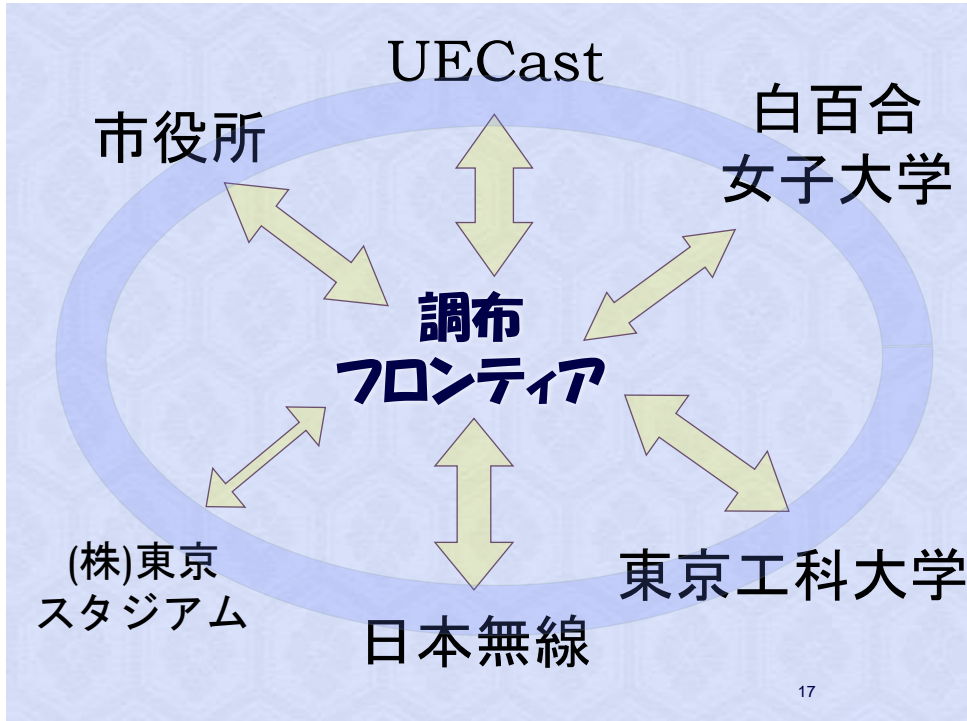 UECast
市役所
白百合
女子大学
調布
フロンティア
(株)東京
スタジアム
日本無線
東京工科大学
17